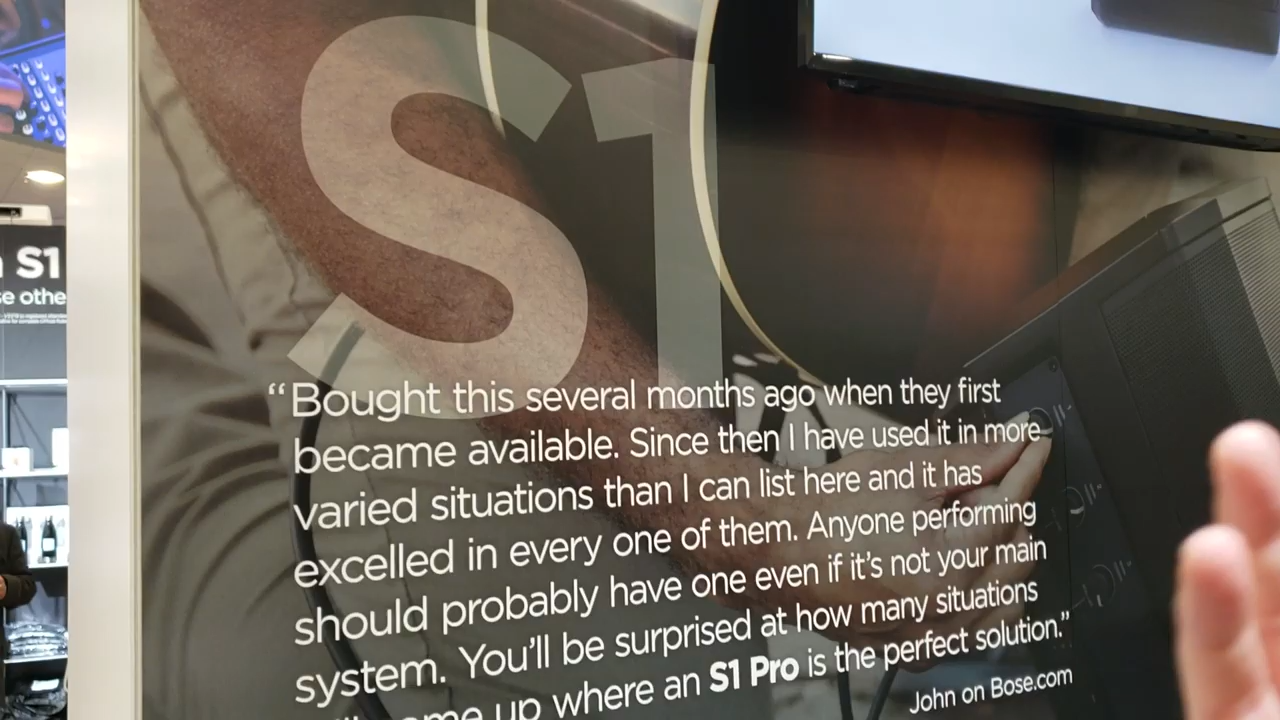 S1
S1
se othe
“Bought this several months ago when they first
became available. Since then I have used it in more
varied situations than I can list here and it has
excelled in every one of them. Anyone performing
should probably have one even if it’s not your main
system. You’ll be surprised at how many situations
up where an S1 Pro is the perfect solution.”
John on Bose.com